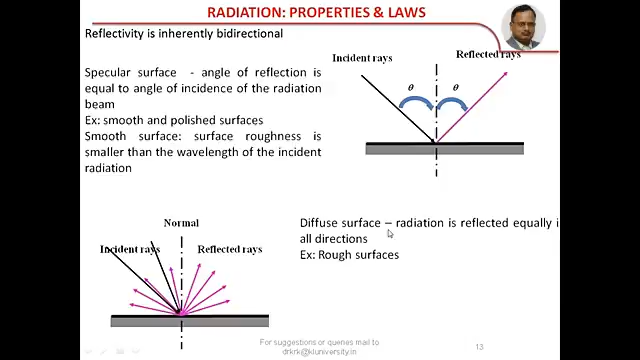 RADIATION: PROPERTIES & LAWS
Reflectivity is inherently bidirectional
Specular surface - angle of reflection is
equal to angle of incidence of the radiation
beam
Ex: smooth and polished surfaces
Smooth surface: surface roughness is
smaller than the wavelength of the incident
radiation
Incident rays
Reflected rays
θ
θ
Normal
Incident rays
Reflected rays
Diffuse surface – radiation is reflected equally i
all directions
Ex: Rough surfaces
For suggestions or queries mail to
drkrk@kluniversity.in
13